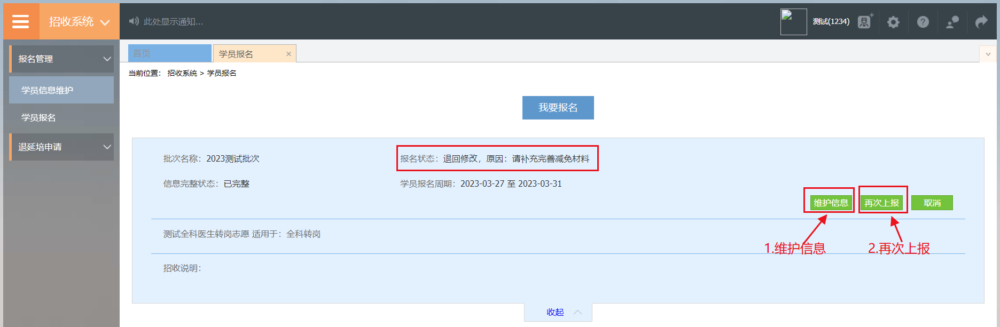 招收系统
此处显示通知...
测试(1234)
报名管理
学员信息维护
学员报名
退延培申请
首页
学员报名
当前位置： 招收系统 > 学员报名
我要报名
批次名称：2023测试批次
报名状态：退回修改，原因：请补充完善减免材料
信息完整状态：已完整
学员报名周期：2023-03-27 至 2023-03-31
维护信息 再次上报 取消
测试全科医生转岗志愿 适用于：全科转岗
1.维护信息
2.再次上报
招收说明：
收起